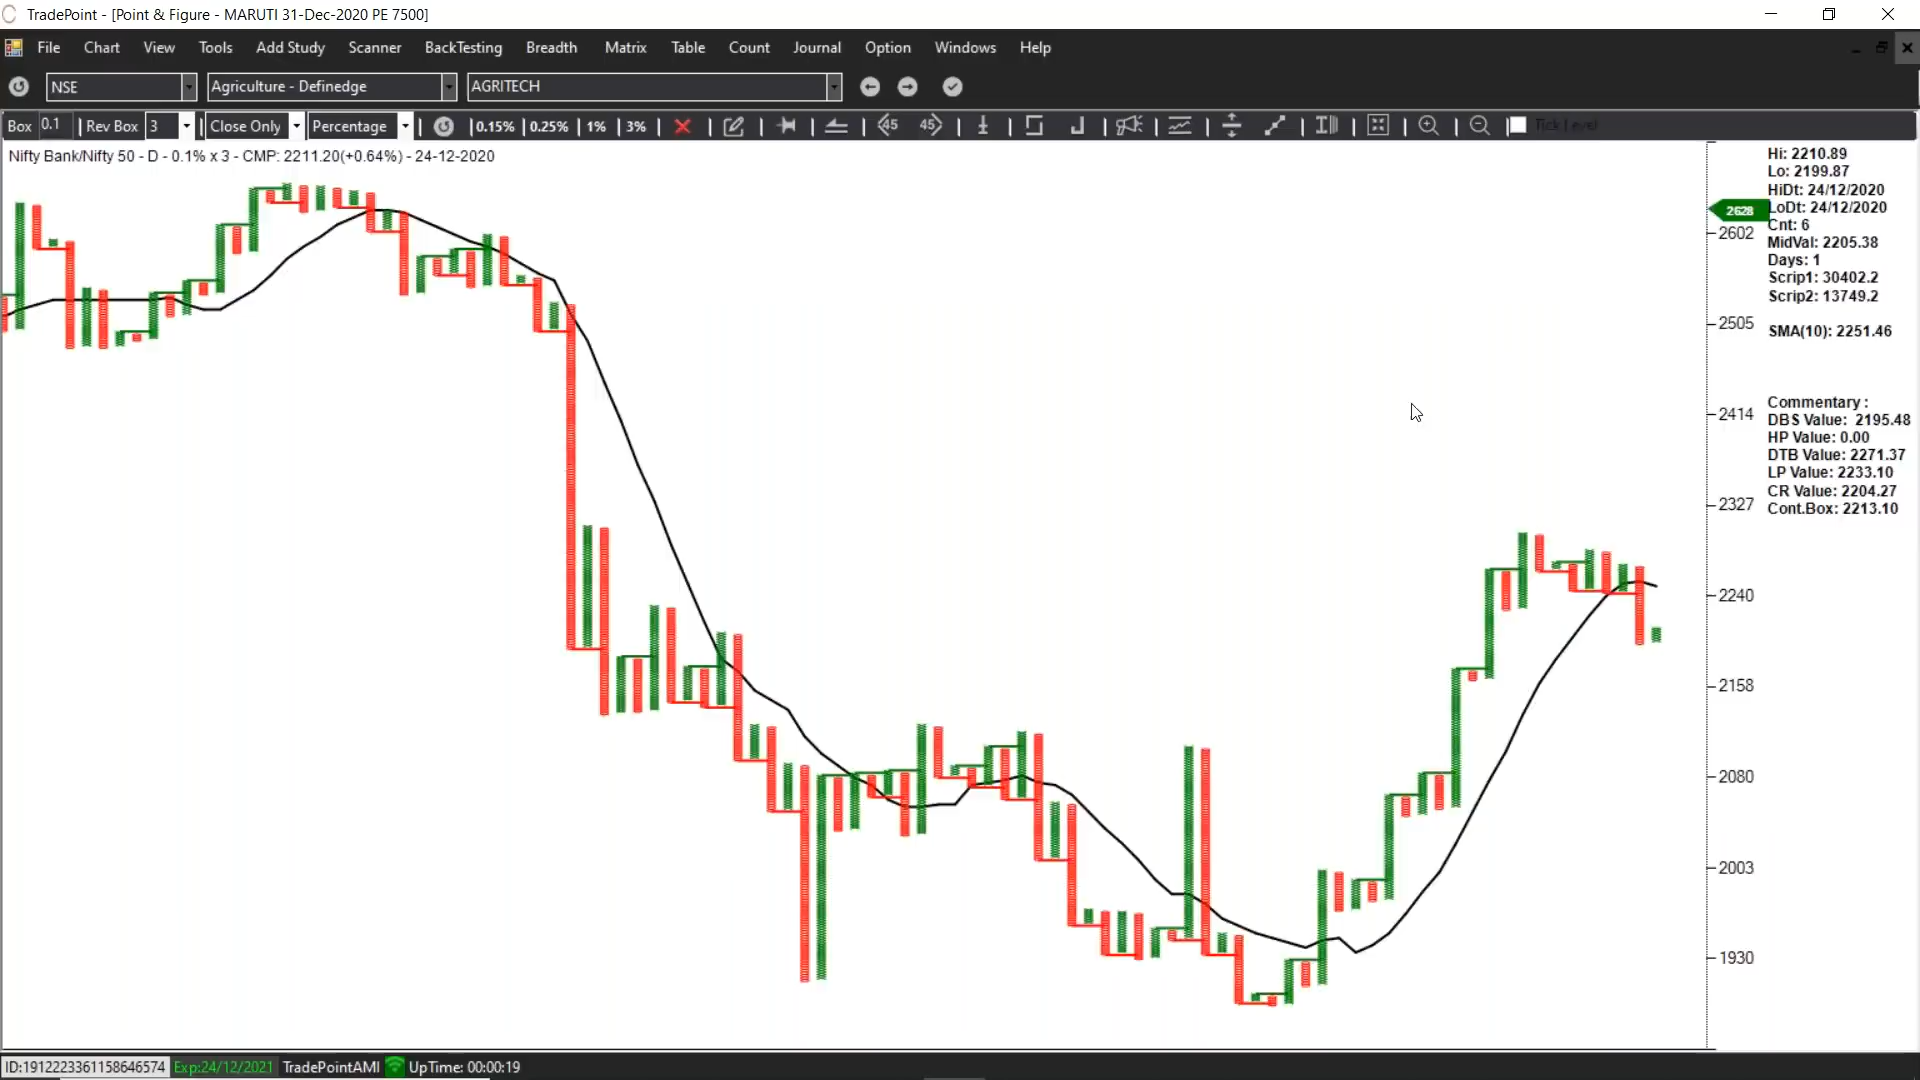 TradePoint - [Point & Figure - MARUTI 31-Dec-2020 PE 7500]
File Chart View Tools Add Study Scanner BackTesting Breadth Matrix Table Count Journal Option Windows Help
NSE Agriculture - Definedge AGRITECH
Box 0.1 Rev Box 3 Close Only Percentage 0.15% 0.25% 1% 3% 45 45 Tick Level
Nifty Bank/Nifty 50 - D - 0.1% x 3 - CMP: 2211.20(+0.64%) - 24-12-2020
Hi: 2210.89
Lo: 2199.87
HiDt: 24/12/2020
2628 LoDt: 24/12/2020
2602 Cnt: 6
MidVal: 2205.38
Days: 1
Scrip1: 30402.2
Scrip2: 13749.2
2505 SMA(10): 2251.46
Commentary :
2414 DBS Value: 2195.48
HP Value: 0.00
DTB Value: 2271.37
LP Value: 2233.10
CR Value: 2204.27
2327 Cont.Box: 2213.10
2240
2158
2080
2003
1930
ID:1912223361158646574 Exp:24/12/2021 TradePointAMI UpTime: 00:00:19